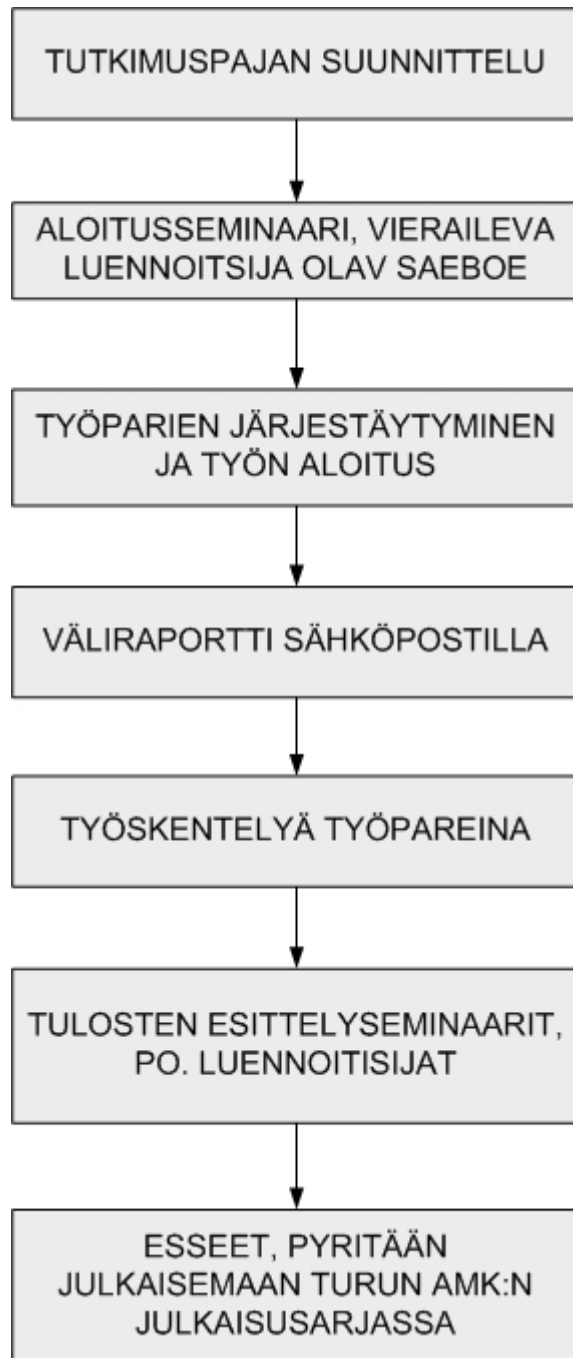 TUTKIMUSPAJAN SUUNNITTELU
ALOITUSSEMINAARI, VIERAILEVA
LUENNOITSIJA OLAV SAEBOE
TYÖPARIEN JÄRJESTÄYTYMINEN
JA TYÖN ALOITUS
VÄLIRAPORTTI SÄHKÖPOSTILLA
TYÖSKENTELYÄ TYÖPAREINA
TULOSTEN ESITTELYSEMINAARIT,
PO. LUENNOITISIJAT
ESSEET, PYRITÄÄN
JULKAISEMAAN TURUN AMK:N
JULKAISUSARJASSA